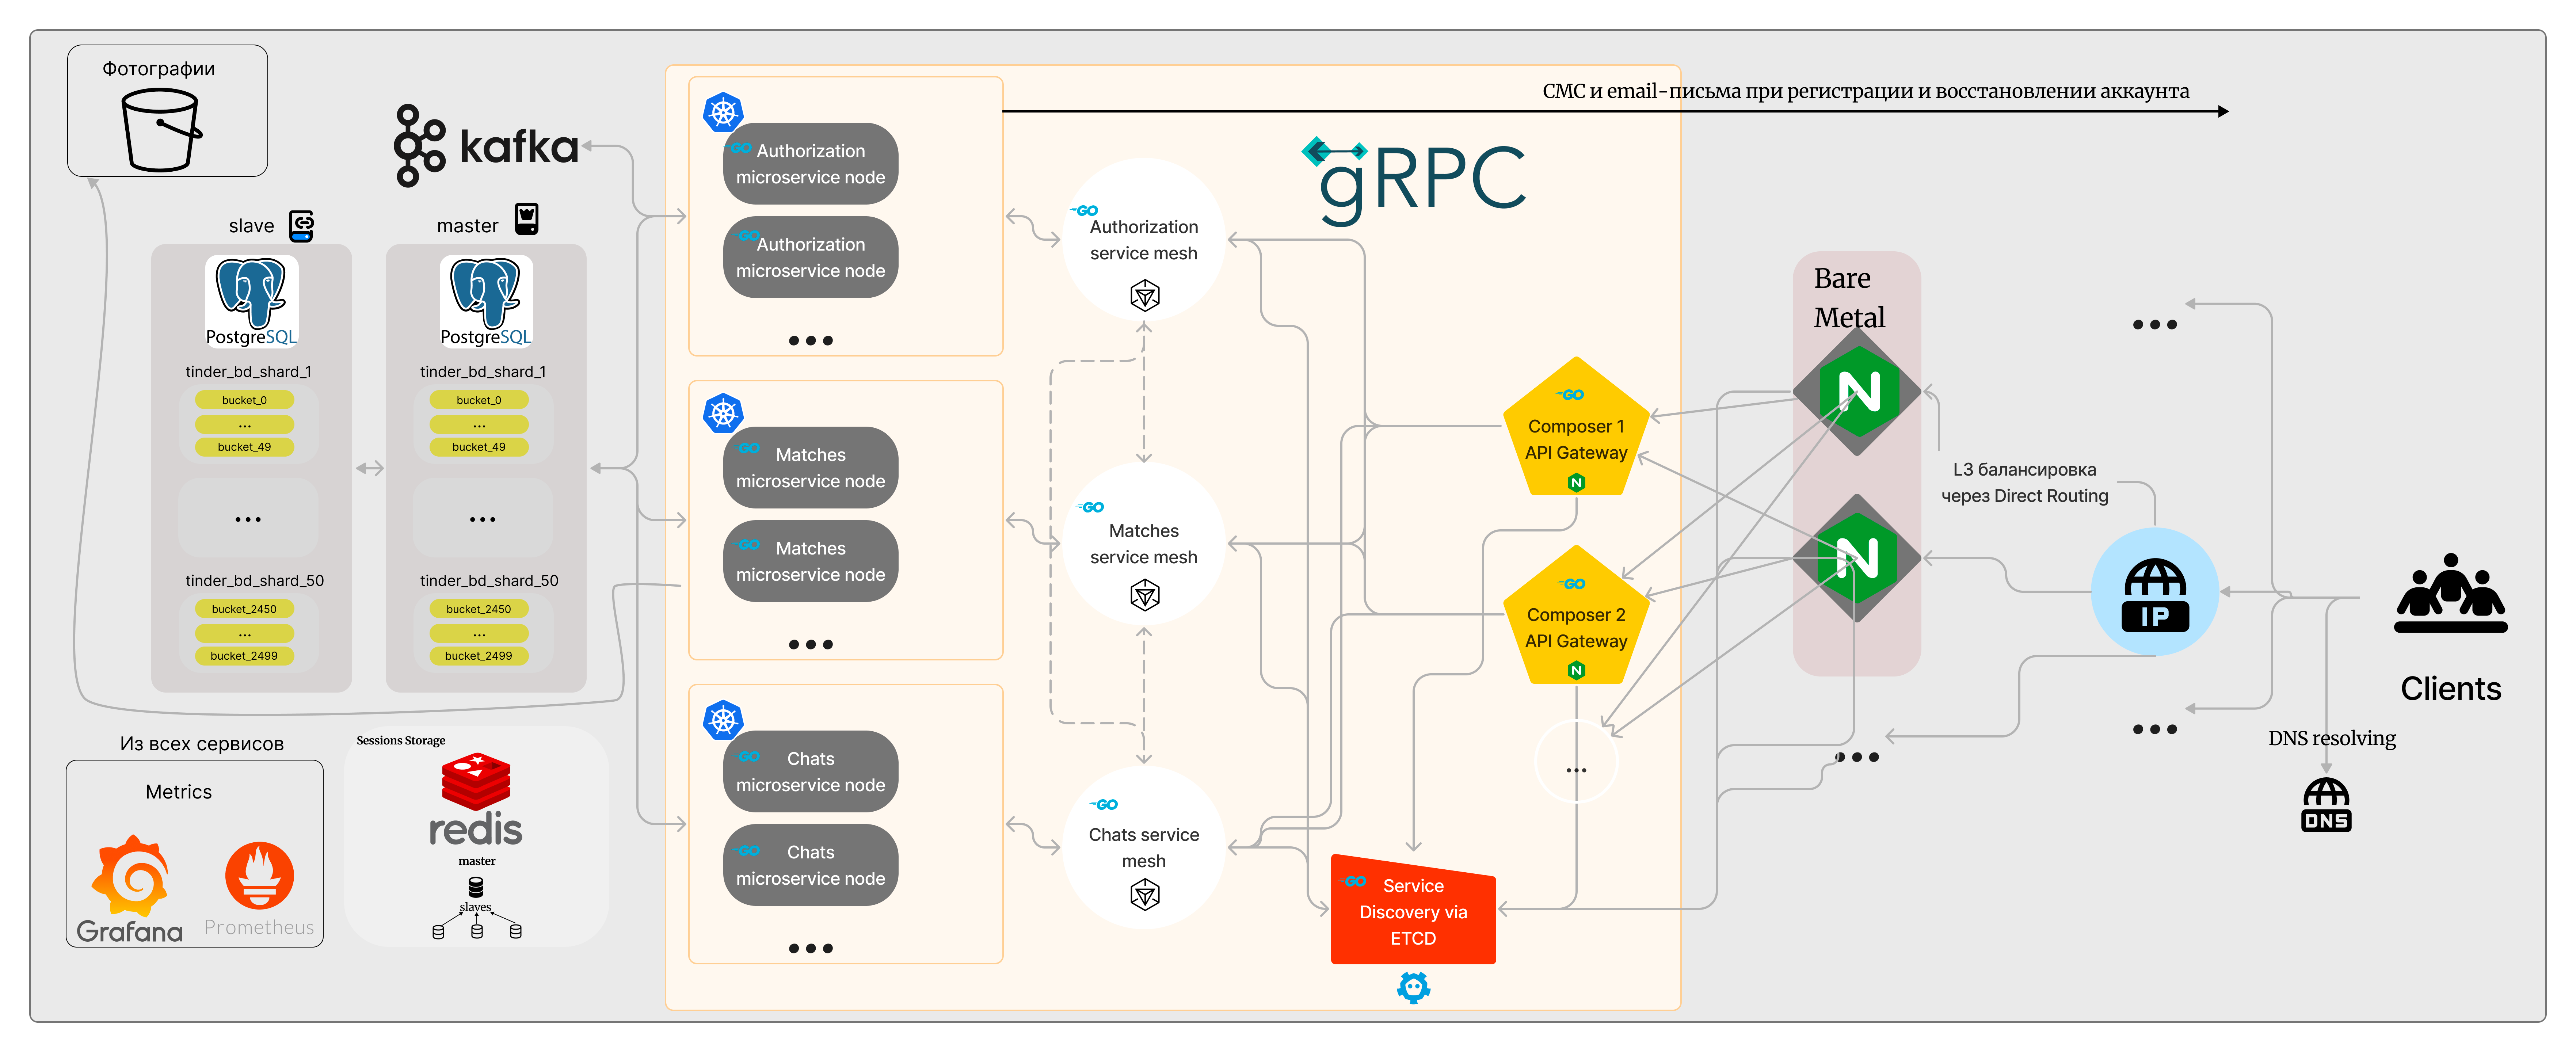 Фотографии
kafka
slave
master
PostgreSQL
PostgreSQL
tinder_bd_shard_1
bucket_0
...
bucket_49
...
tinder_bd_shard_50
bucket_2450
...
bucket_2499
tinder_bd_shard_1
bucket_0
...
bucket_49
...
tinder_bd_shard_50
bucket_2450
...
bucket_2499
Из всех сервисов
Metrics
Grafana
Prometheus
Sessions Storage
redis
master
slaves
GO
Authorization
microservice node
GO
Authorization
microservice node
...
GO
Matches
microservice node
GO
Matches
microservice node
...
GO
Chats
microservice node
GO
Chats
microservice node
...
GO
Authorization
service mesh
GO
Matches
service mesh
GO
Chats service
mesh
СМС и email-письма при регистрации и восстановлении аккаунта
gRPC
GO
Composer 1
API Gateway
N
GO
Composer 2
API Gateway
N
...
GO
Service
Discovery via
ETCD
Bare
Metal
N
N
...
L3 балансировка
через Direct Routing
...
IP
...
Clients
DNS resolving
DNS